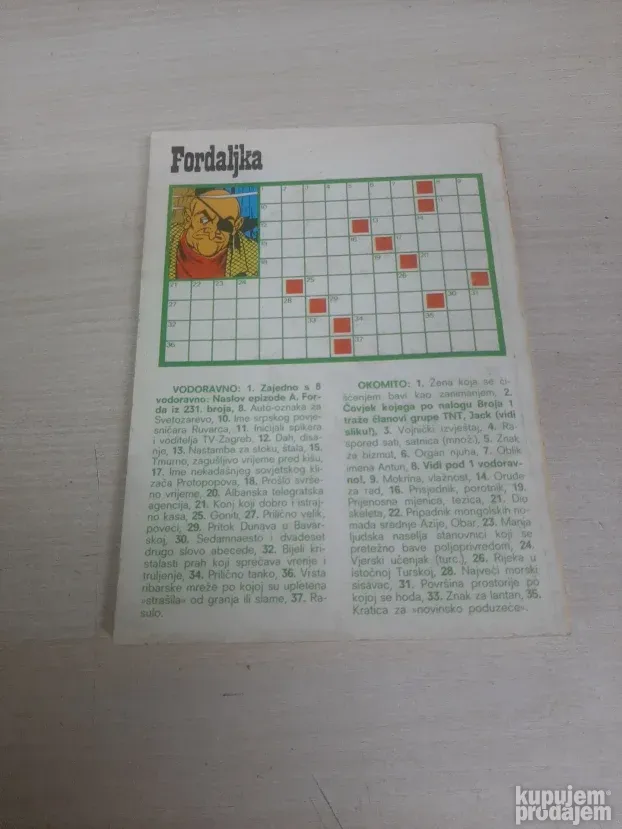 Fordaljka
VODORAVNO: 1. Zajedno s 8
vodoravno: Naslov epizode A. For-
da iz 231. broja, 8. Auto-oznaka za
Svetozarevo, 10. Ime srpskog povje-
sničara Ruvarca, 11. Inicijali spikera
i voditelja TV Zagreb, 12. Dah, disa-
nje, 13. Nastamba za stoku, štala, 15.
Tmurno, zagušljivo vrijeme pred kišu,
17. Ime nekadašnjeg sovjetskog kli-
zača Protopopova, 18. Prošlo svrše-
no vrijeme, 20. Albanska telegrafska
agencija, 21. Konj koji dobro i istraj-
no kasa, 25. Goniti, 27. Prilično velik,
poveći, 29. Pritok Dunava u Bavar-
skoj, 30. Sedamnaesto i dvadeset
drugo slovo abecede, 32. Bijeli kri-
stalasti prah koji sprečava vrenje i
truljenje, 34. Prilično tanko, 36. Vrsta
ribarske mreže po kojoj su upletena
»strašila« od granja ili slame, 37. Ra-
sulo.
OKOMITO: 1. Žena koja se či-
šćenjem bavi kao zanimanjem, 2.
Čovjek kojega po nalogu Broja 1
traže članovi grupe TNT, Jack (vidi
sliku!), 3. Vojnički izvještaj, 4. Ra-
spored sati, satnica (množ.), 5. Znak
za bizmut, 6. Organ njuha, 7. Oblik
imena Antun, 8. Vidi pod 1 vodorav-
no!, 9. Mokrina, vlažnost, 14. Oruđe
za rad, 16. Prisjednik, porotnik, 19.
Prijenosna mjenica, tezica, 21. Dio
skeleta, 22. Pripadnik mongolskih no-
mada srednje Azije, Obar, 23. Manja
ljudska naselja stanovnici koji se
pretežno bave poljoprivredom, 24.
Vjerski učenjak (turc.), 26. Rijeka u
istočnoj Turskoj, 28. Najveći morski
sisavac, 31. Površina prostorije po
kojoj se hoda, 33. Znak za lantan, 35.
Kratica za »novinsko poduzeće«.
kupujem
prodajem